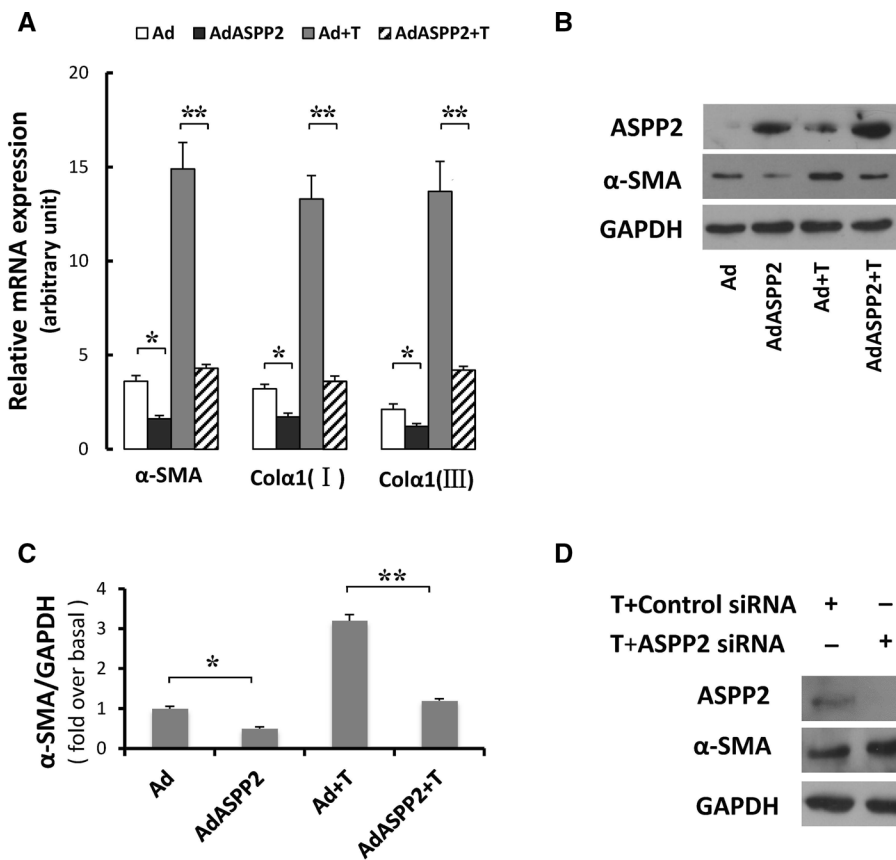 A
Ad AdASPP2 Ad+T AdASPP2+T
Relative mRNA expression
(arbitrary unit)
20
15
10
5
0
** ** **
* * *
α-SMA Colα1(Ⅰ) Colα1(Ⅲ)
B
ASPP2
α-SMA
GAPDH
Ad AdASPP2 Ad+T AdASPP2+T
C
α-SMA/GAPDH
( fold over basal )
4
3
2
1
0
* **
Ad AdASPP2 Ad+T AdASPP2+T
D
T+Control siRNA + –
T+ASPP2 siRNA – +
ASPP2
α-SMA
GAPDH